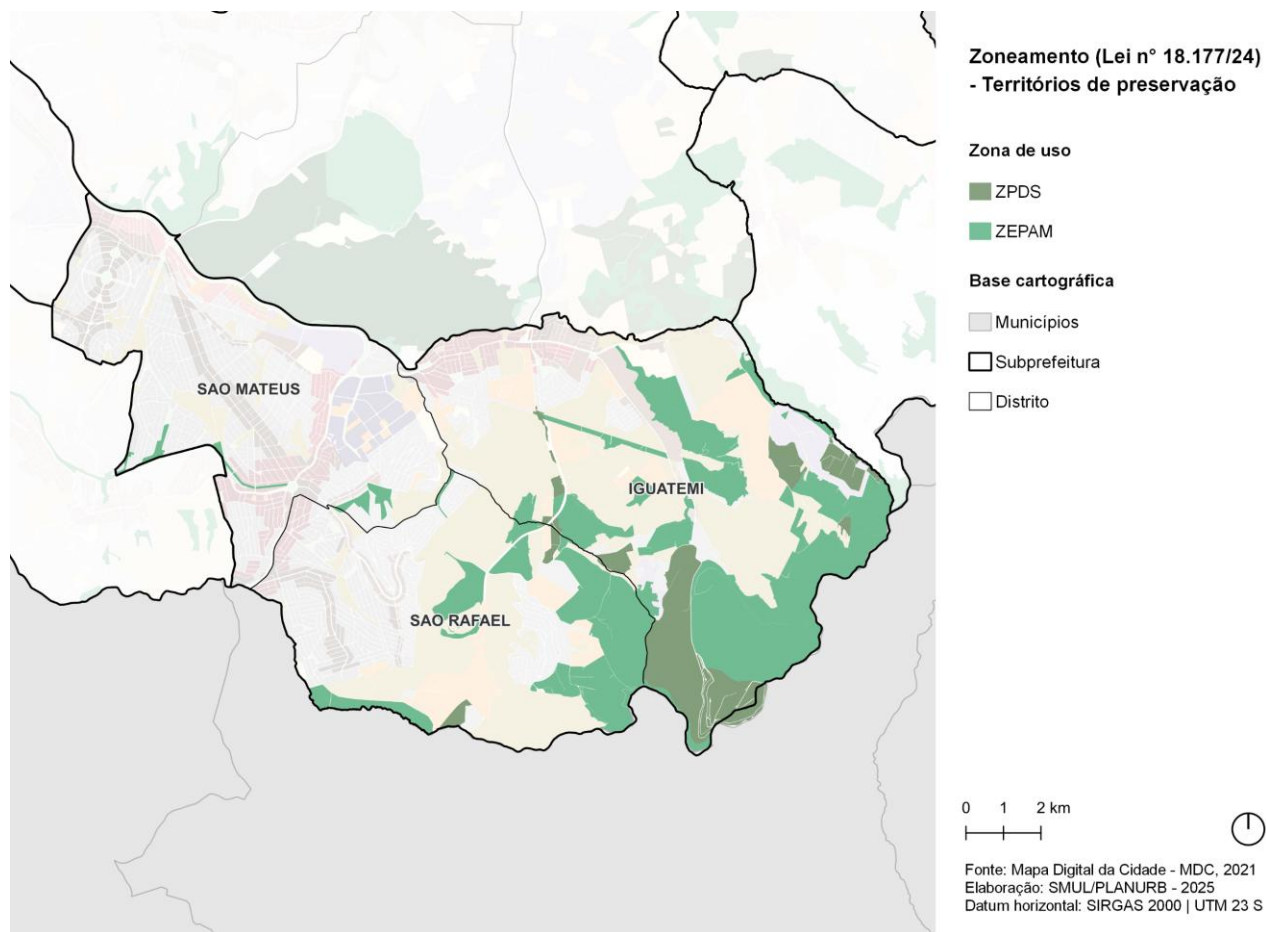 SAO MATEUS
IGUATEMI
SAO RAFAEL
Zoneamento (Lei n° 18.177/24)
- Territórios de preservação
Zona de uso
ZPDS
ZEPAM
Base cartográfica
Municípios
Subprefeitura
Distrito
0 1 2 km
Fonte: Mapa Digital da Cidade - MDC, 2021
Elaboração: SMUL/PLANURB - 2025
Datum horizontal: SIRGAS 2000 | UTM 23 S